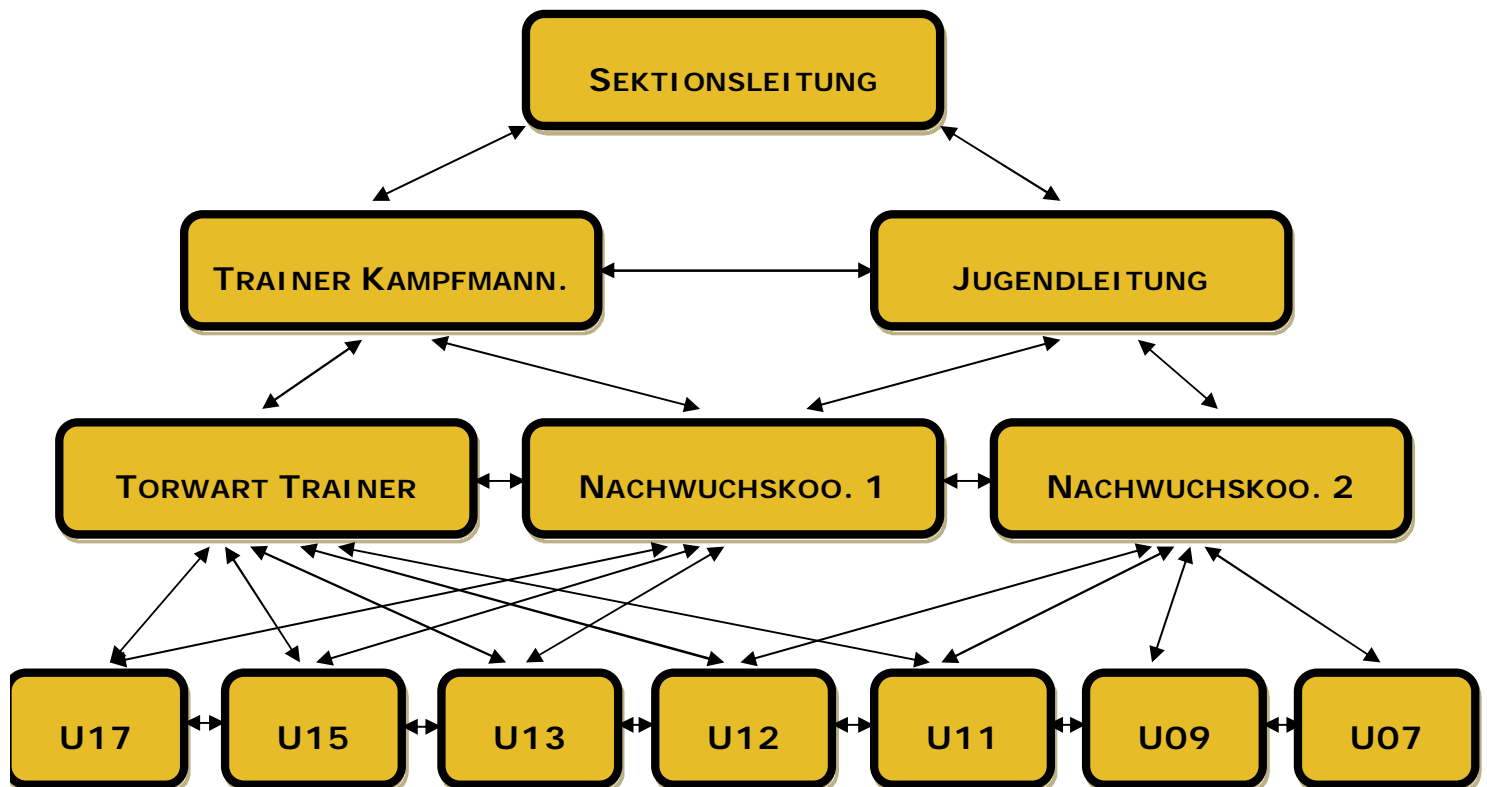 SEKTIONSLEITUNG
TRAINER KAMPFMANN.
JUGENDLEITUNG
TORWART TRAINER
NACHWUCHSKOO. 1
NACHWUCHSKOO. 2
U17
U15
U13
U12
U11
U09
U07